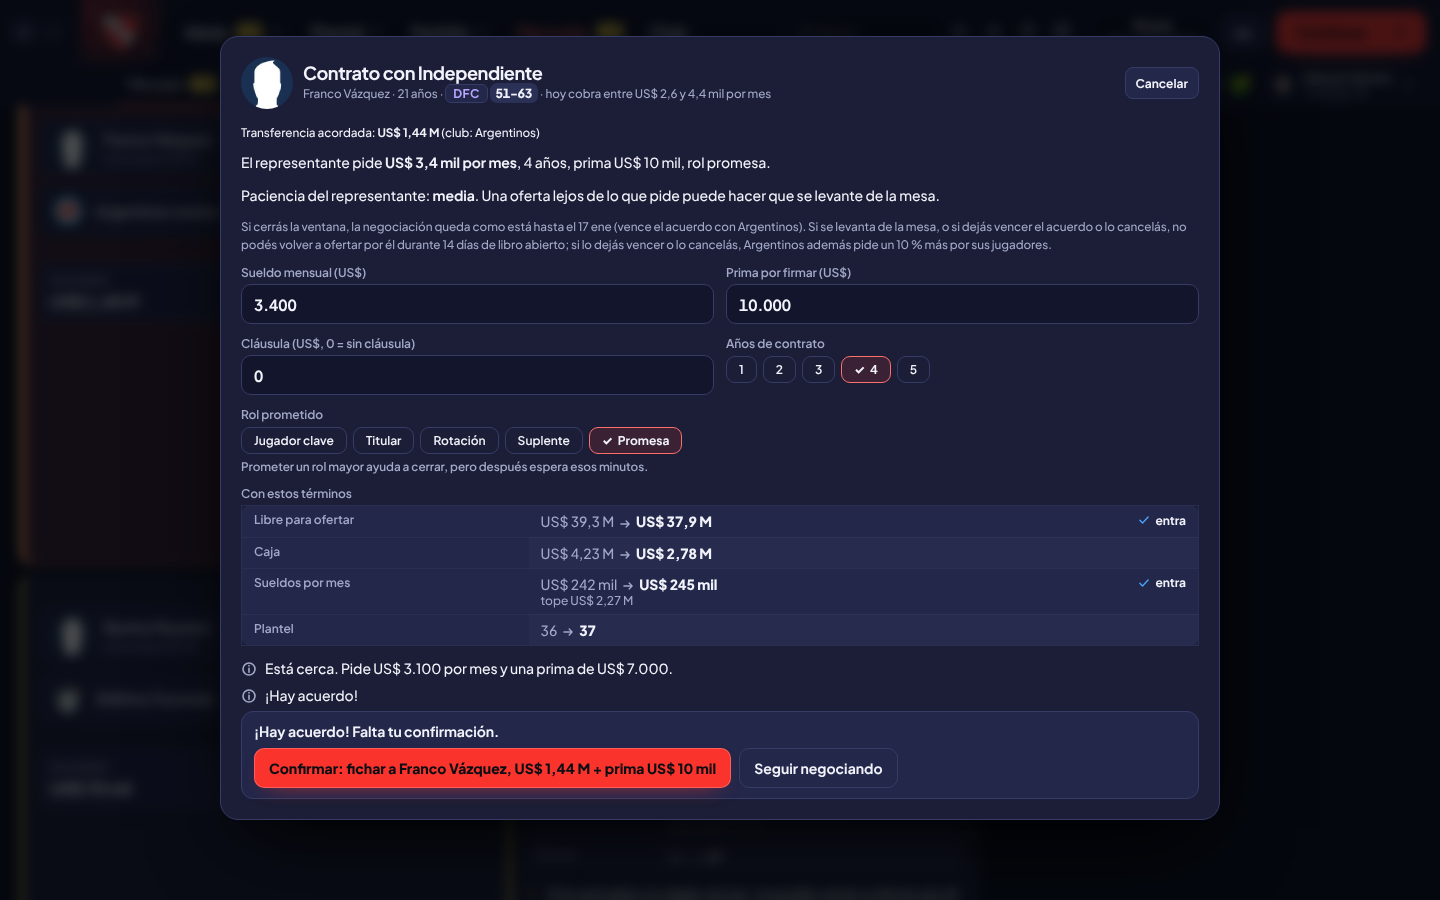 Contrato con Independiente
Franco Vázquez · 21 años · DFC 51–63 · hoy cobra entre US$ 2,6 y 4,4 mil por mes
Cancelar
Transferencia acordada: US$ 1,44 M (club: Argentinos)
El representante pide US$ 3,4 mil por mes, 4 años, prima US$ 10 mil, rol promesa.
Paciencia del representante: media. Una oferta lejos de lo que pide puede hacer que se levante de la mesa.
Si cerrás la ventana, la negociación queda como está hasta el 17 ene (vence el acuerdo con Argentinos). Si se levanta de la mesa, o si dejás vencer el acuerdo o lo cancelás, no
podés volver a ofertar por él durante 14 días de libro abierto; si lo dejás vencer o lo cancelás, Argentinos además pide un 10 % más por sus jugadores.
Sueldo mensual (US$)
Prima por firmar (US$)
3.400
10.000
Cláusula (US$, 0 = sin cláusula)
Años de contrato
0
1 2 3 ✓ 4 5
Rol prometido
Jugador clave Titular Rotación Suplente ✓ Promesa
Prometer un rol mayor ayuda a cerrar, pero después espera esos minutos.
Con estos términos
Libre para ofertar US$ 39,3 M → US$ 37,9 M ✓ entra
Caja US$ 4,23 M → US$ 2,78 M
Sueldos por mes US$ 242 mil → US$ 245 mil ✓ entra
tope US$ 2,27 M
Plantel 36 → 37
Está cerca. Pide US$ 3.100 por mes y una prima de US$ 7.000.
¡Hay acuerdo!
¡Hay acuerdo! Falta tu confirmación.
Confirmar: fichar a Franco Vázquez, US$ 1,44 M + prima US$ 10 mil
Seguir negociando